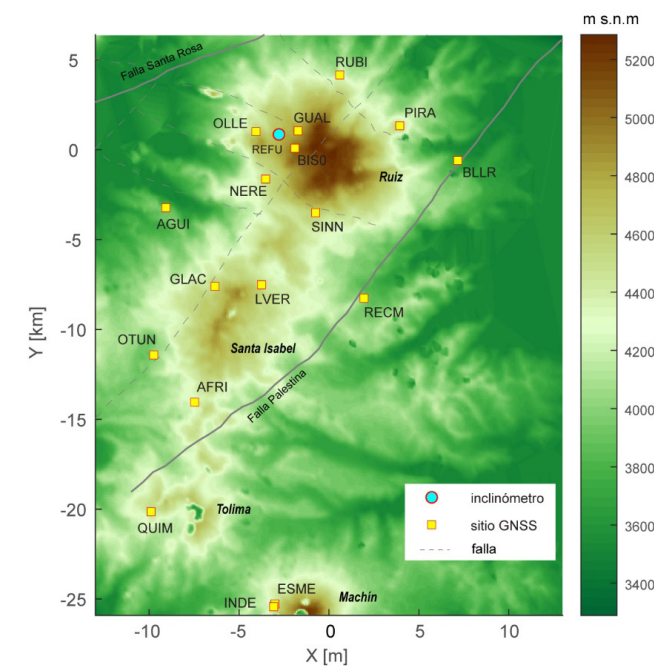 m s.n.m
5
0
-5
-10
-15
-20
-25
Y [km]
-10
-5
0
5
10
X [m]
5200
5000
4800
4600
4400
4200
4000
3800
3600
3400
Falla Santa Rosa
RUBI
PIRA
OLLE
GUAL
REFU
BIS0
BLLR
NERE
Ruiz
AGUI
SINN
GLAC
LVER
RECM
OTUN
Santa Isabel
AFRI
Falla Palestina
QUIM
Tolima
inclinómetro
sitio GNSS
falla
ESME
INDE
Machín